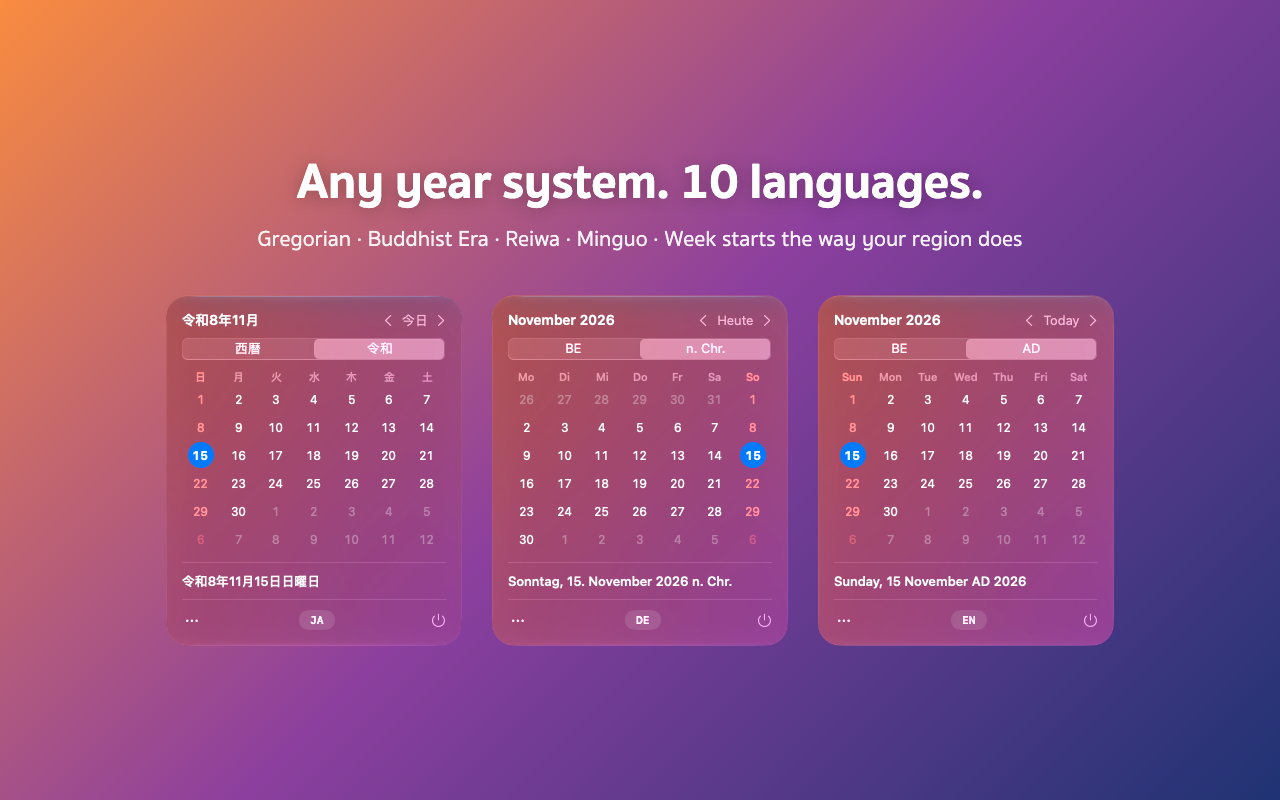 Any year system. 10 languages.
Gregorian · Buddhist Era · Reiwa · Minguo · Week starts the way your region does
令和8年11月 今日
西暦 令和
日 月 火 水 木 金 土
1 2 3 4 5 6 7
8 9 10 11 12 13 14
15 16 17 18 19 20 21
22 23 24 25 26 27 28
29 30 1 2 3 4 5
6 7 8 9 10 11 12
令和8年11月15日日曜日
JA
November 2026 Heute
BE n. Chr.
Mo Di Mi Do Fr Sa So
26 27 28 29 30 31 1
2 3 4 5 6 7 8
9 10 11 12 13 14 15
16 17 18 19 20 21 22
23 24 25 26 27 28 29
30 1 2 3 4 5 6
Sonntag, 15. November 2026 n. Chr.
DE
November 2026 Today
BE AD
Sun Mon Tue Wed Thu Fri Sat
1 2 3 4 5 6 7
8 9 10 11 12 13 14
15 16 17 18 19 20 21
22 23 24 25 26 27 28
29 30 1 2 3 4 5
6 7 8 9 10 11 12
Sunday, 15 November AD 2026
EN